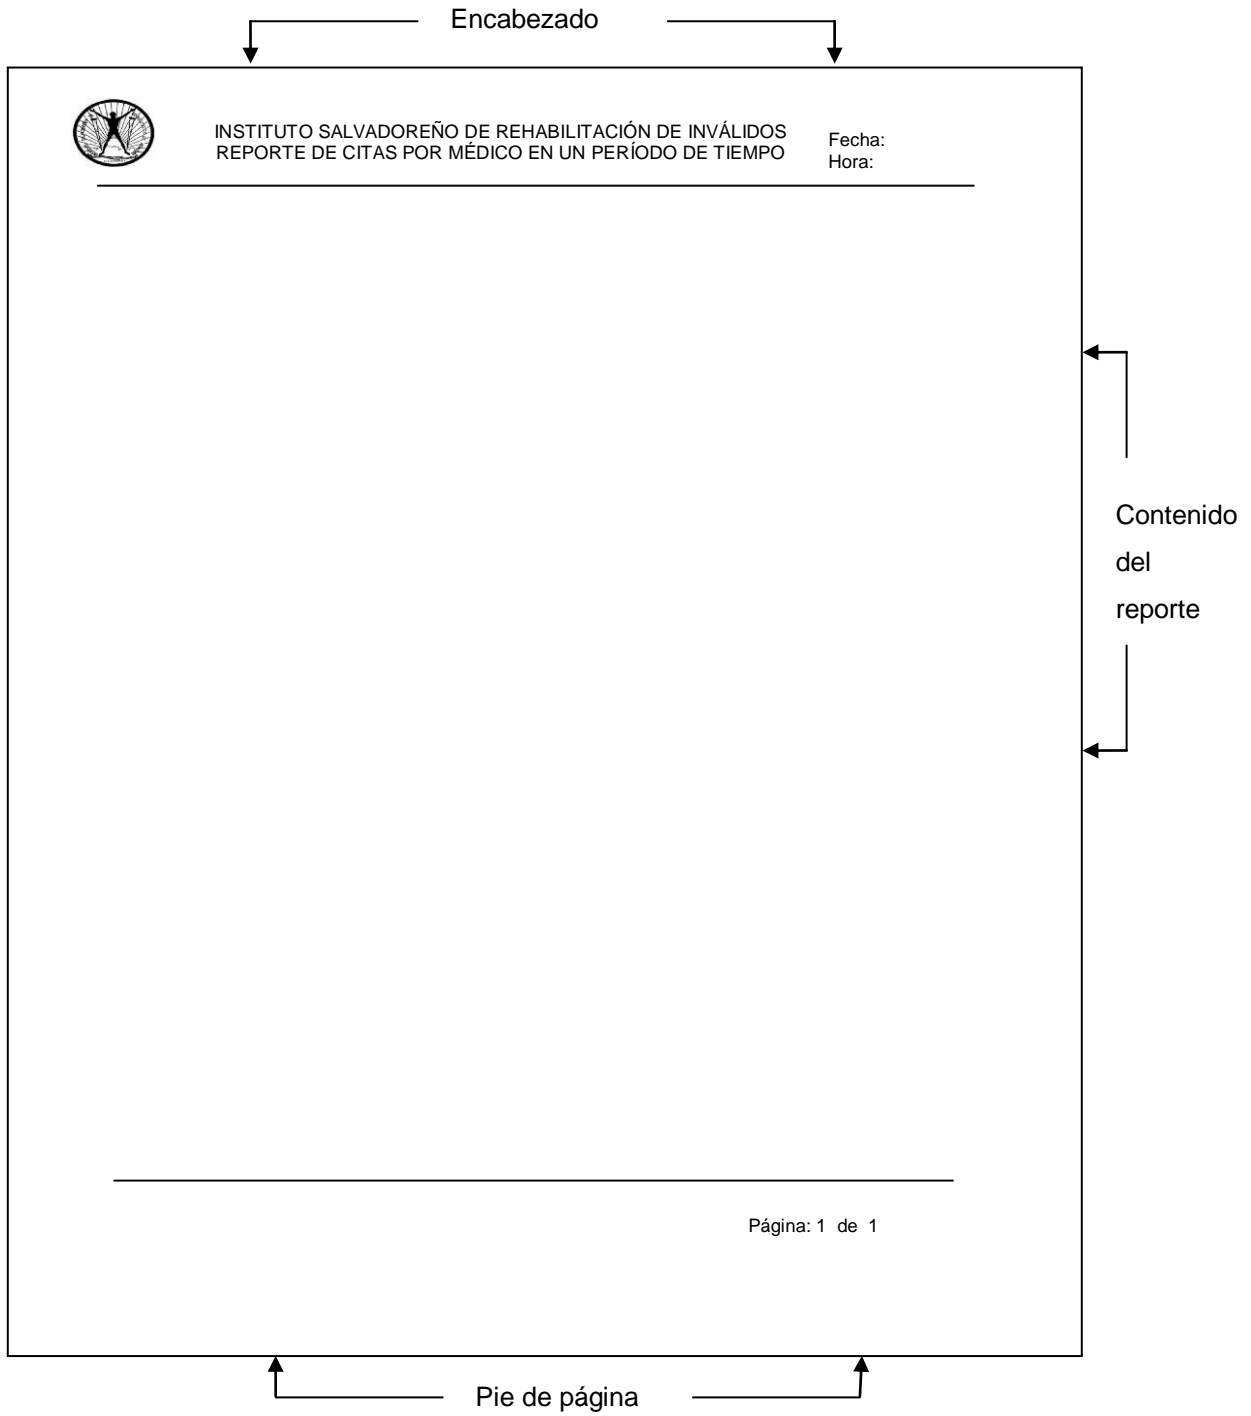 Encabezado
INSTITUTO SALVADOREÑO DE REHABILITACIÓN DE INVÁLIDOS
REPORTE DE CITAS POR MÉDICO EN UN PERÍODO DE TIEMPO
Fecha:
Hora:
Contenido
del
reporte
Página: 1 de 1
Pie de página